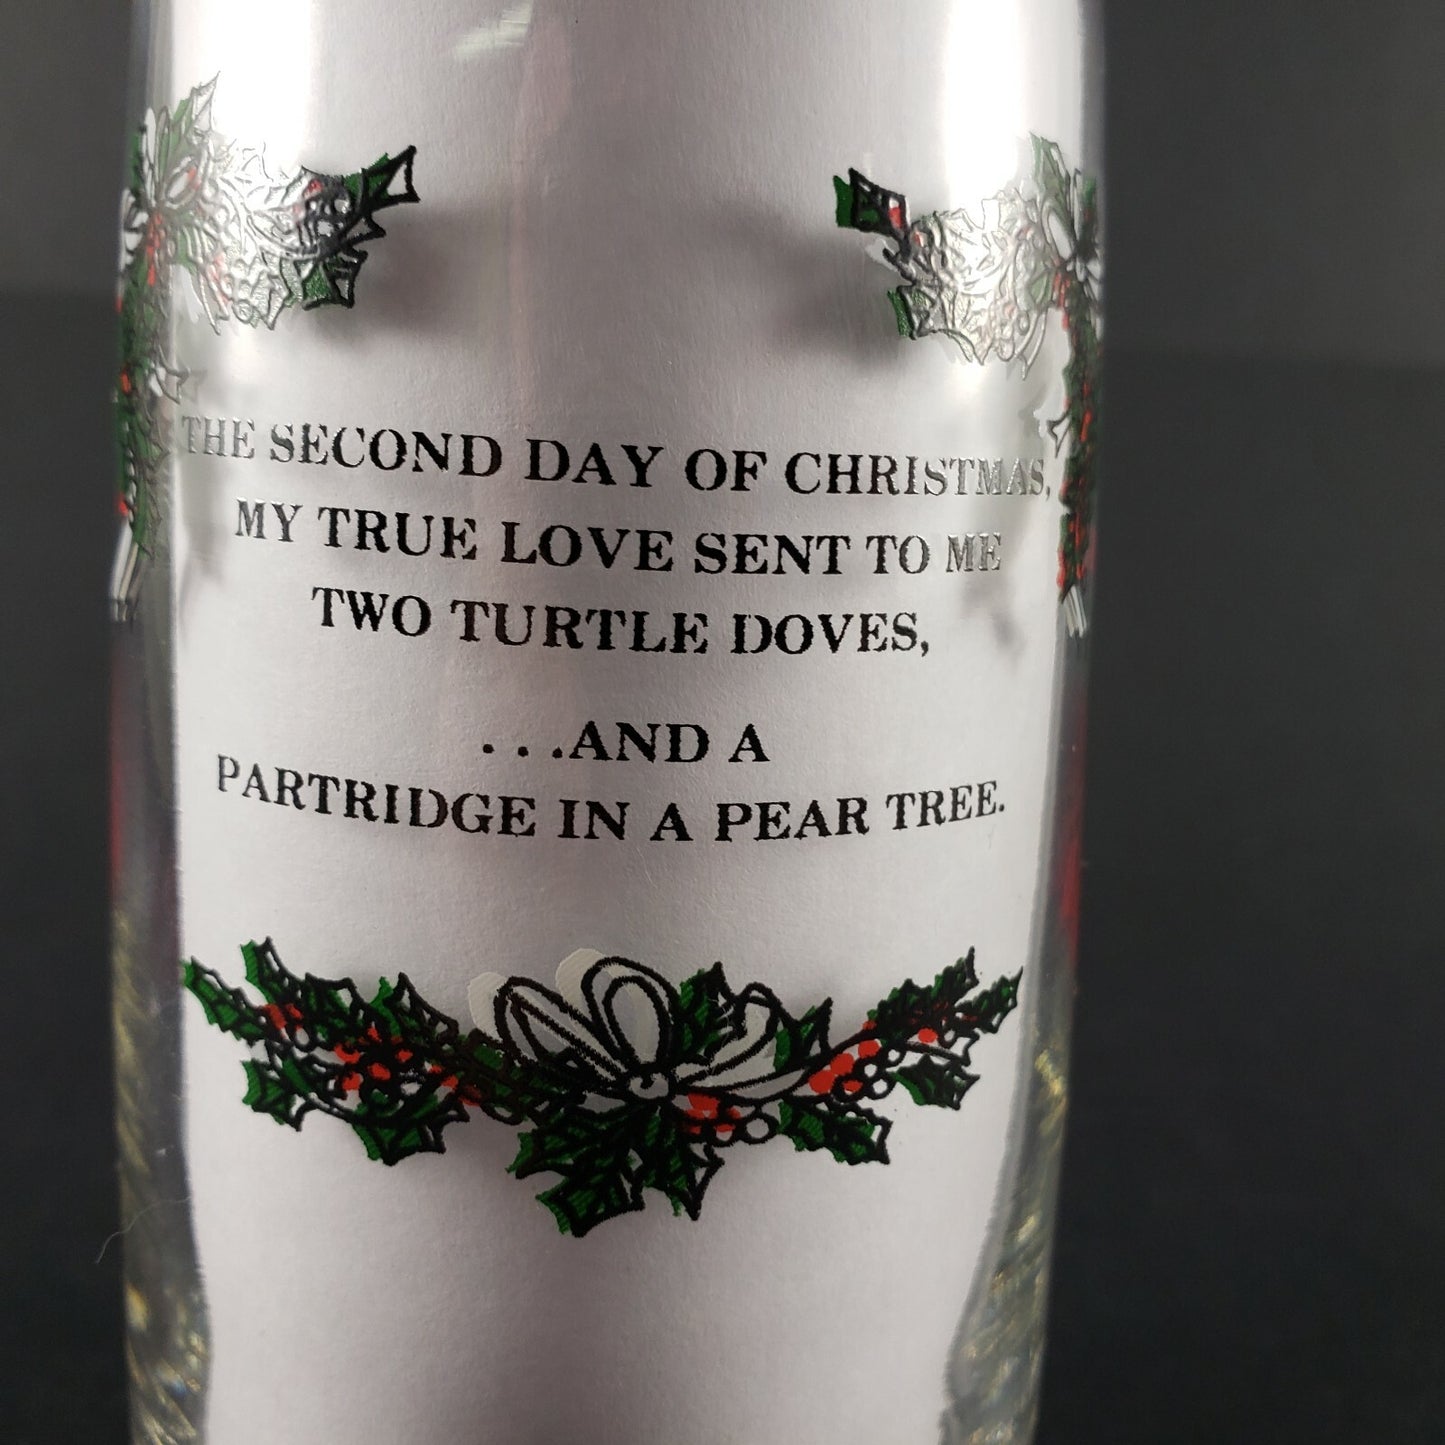 THE SECOND DAY OF CHRISTMAS,
MY TRUE LOVE SENT TO ME
TWO TURTLE DOVES,
...AND A
PARTRIDGE IN A PEAR TREE.